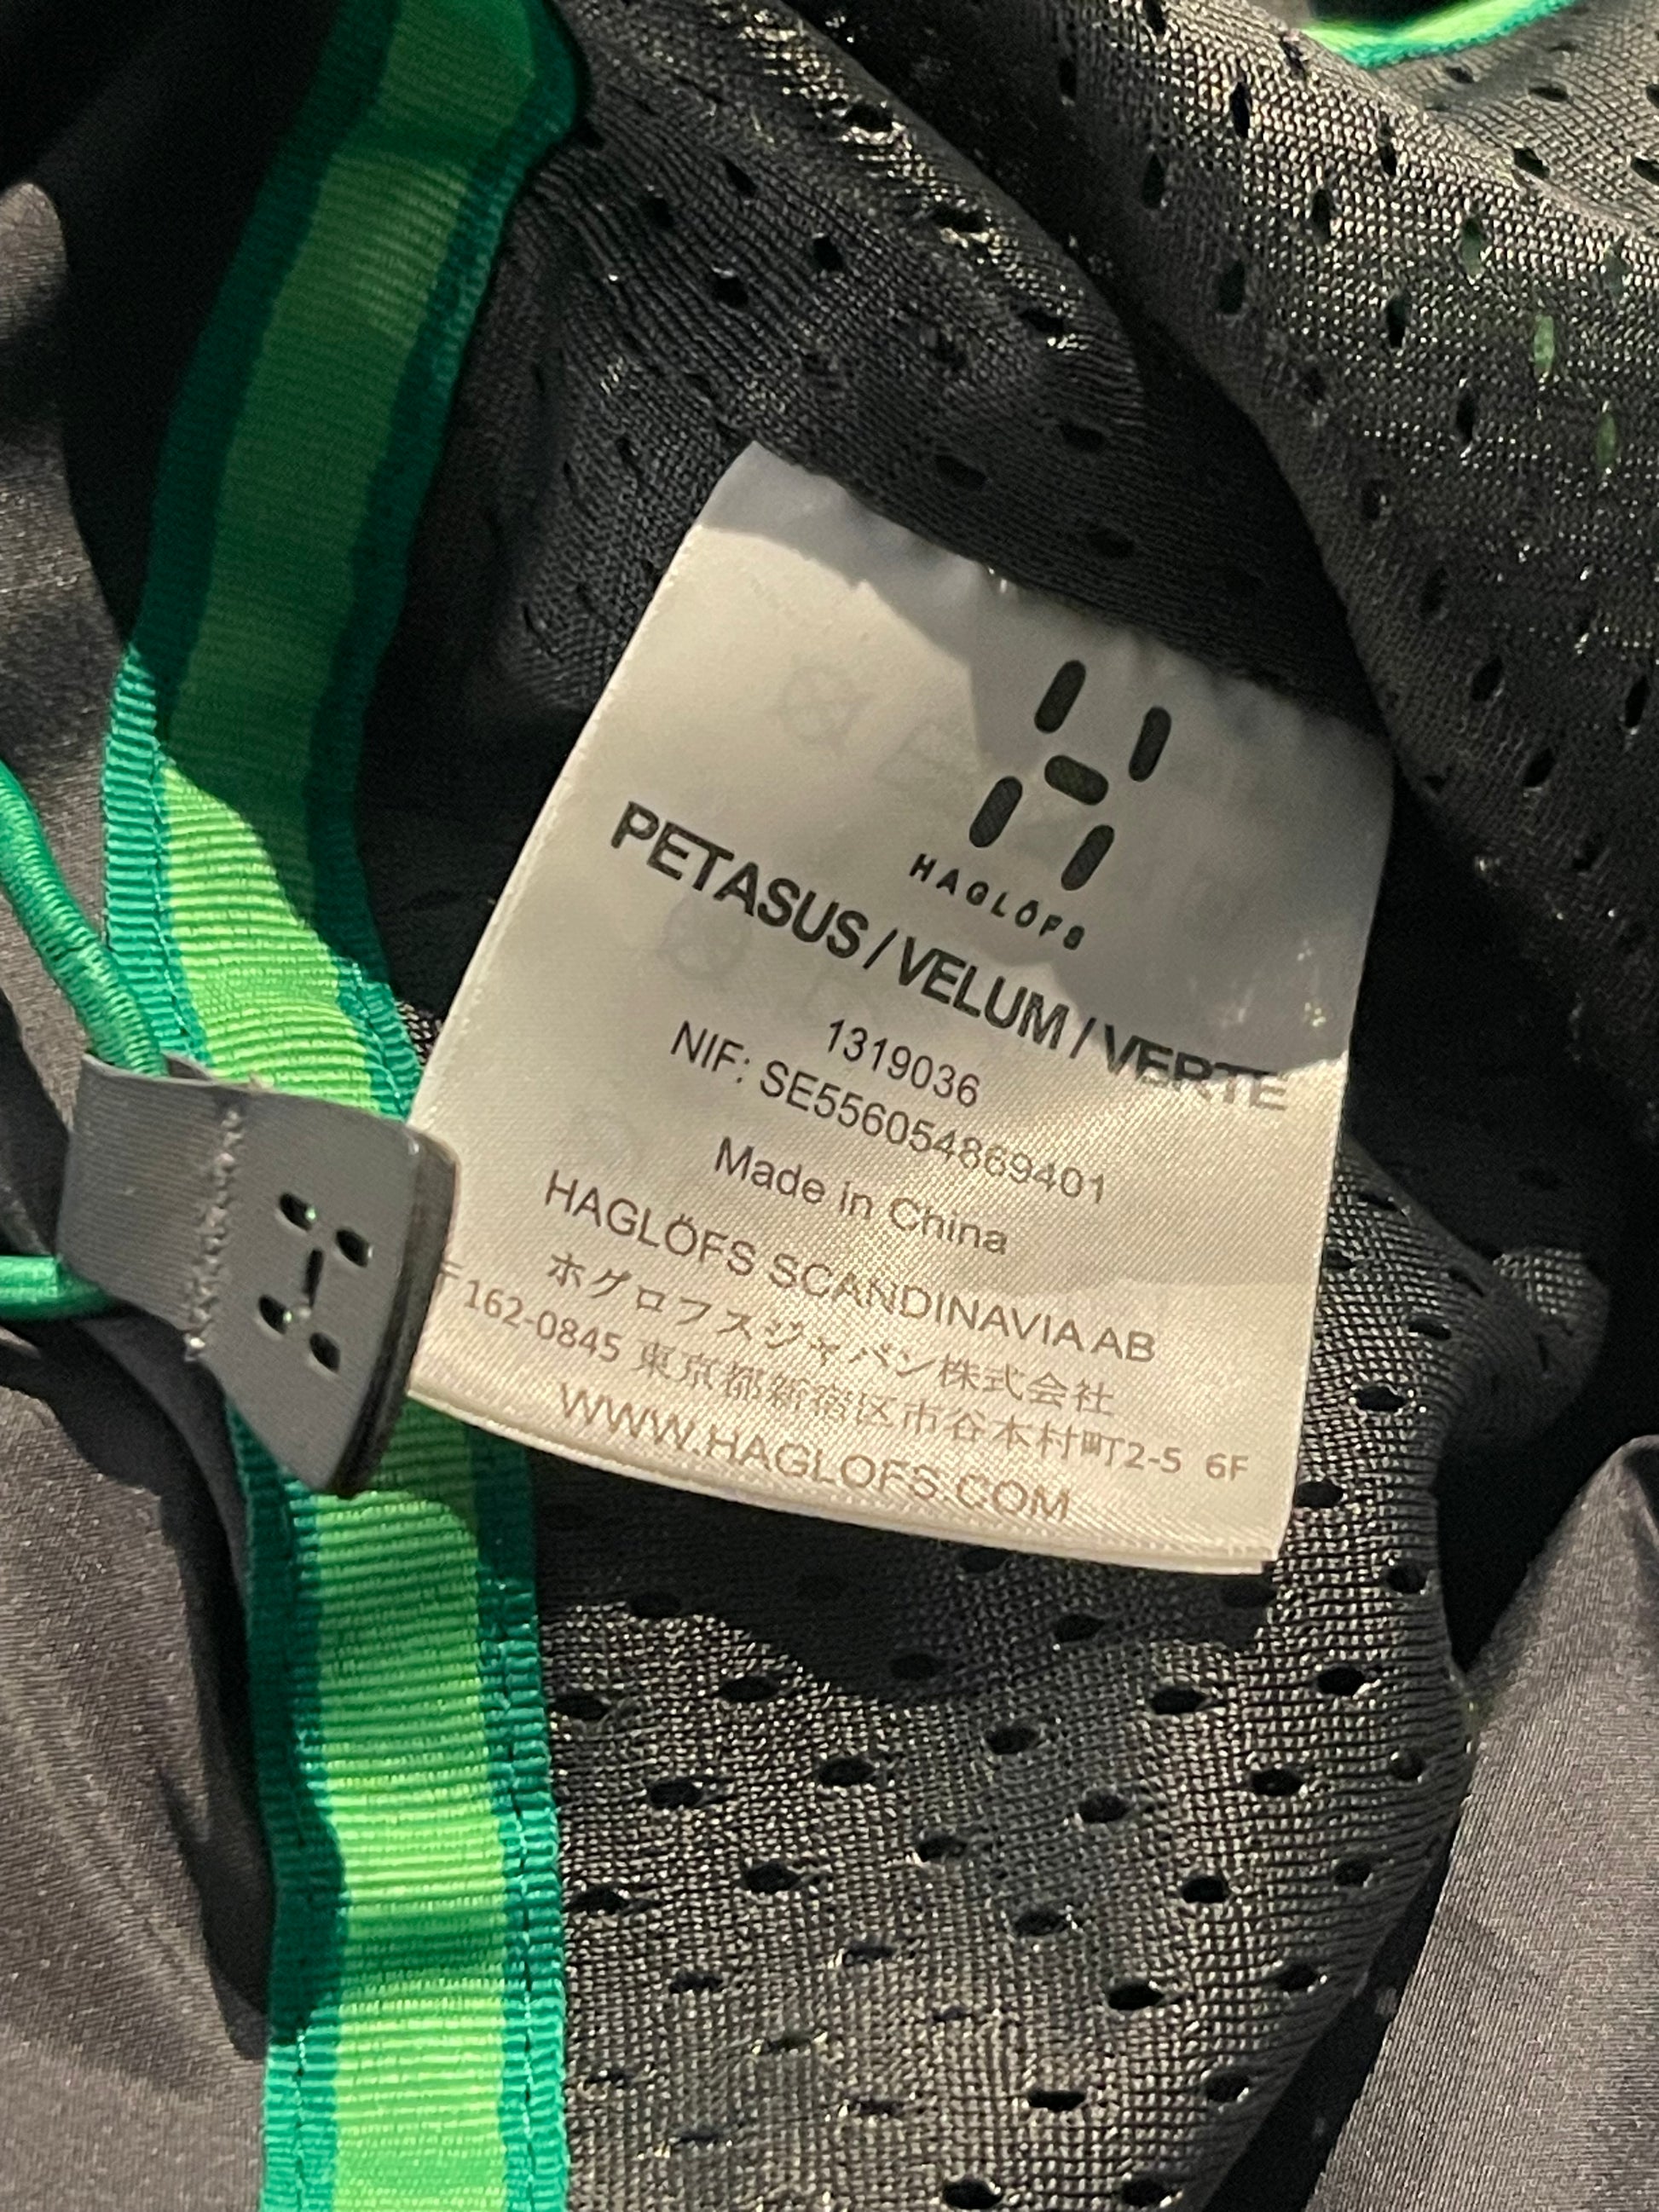 HAGLÖFS
PETASUS / VELUM / VERTE
1319036
NIF: SE556054869401
Made in China
HAGLÖFS SCANDINAVIA AB
ホグロフスジャパン株式会社
〒162-0845 東京都新宿区市谷本村町2-5 6F
WWW.HAGLOFS.COM